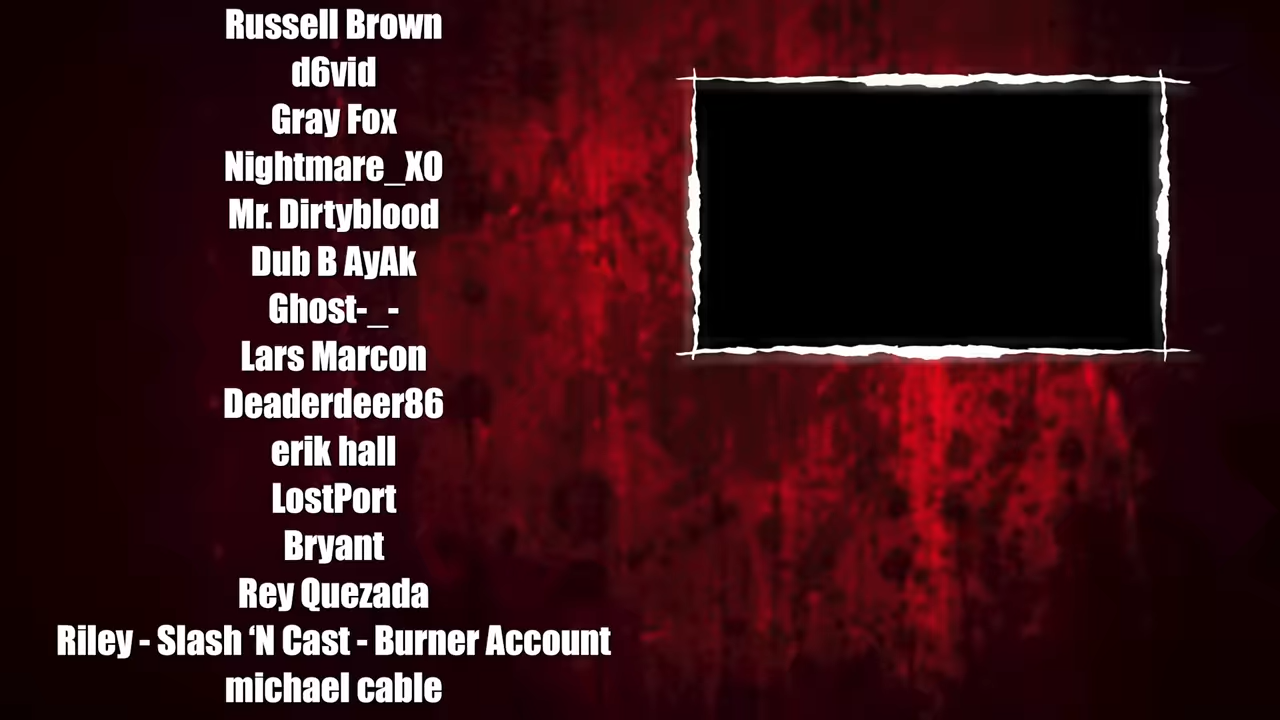 Russell Brown
d6vid
Gray Fox
Nightmare_X0
Mr. Dirtyblood
Dub B AyAk
Ghost-_-
Lars Marcon
Deaderdeer86
erik hall
LostPort
Bryant
Rey Quezada
Riley - Slash ‘N Cast - Burner Account
michael cable